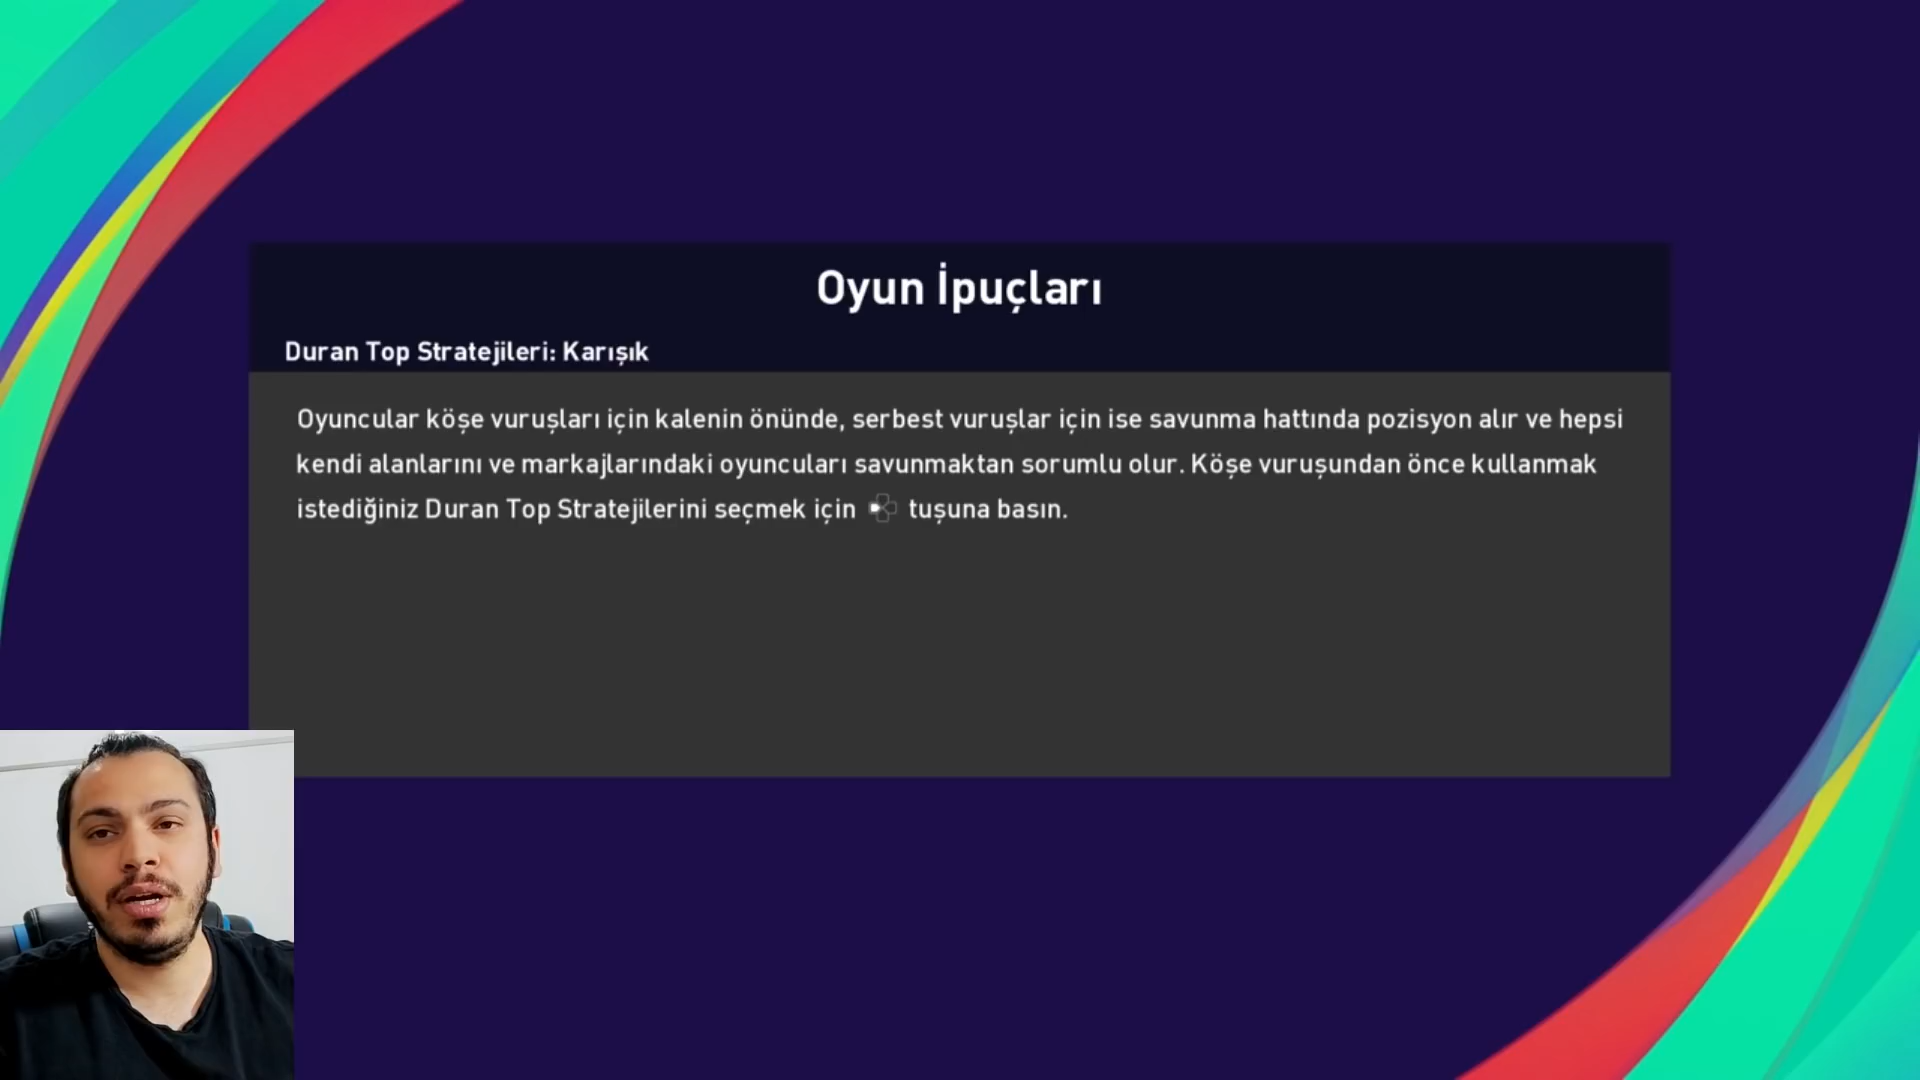 Oyun İpuçları
Duran Top Stratejileri: Karışık
Oyuncular köşe vuruşları için kalenin önünde, serbest vuruşlar için ise savunma hattında pozisyon alır ve hepsi
kendi alanlarını ve markajlarındaki oyuncuları savunmaktan sorumlu olur. Köşe vuruşundan önce kullanmak
istediğiniz Duran Top Stratejilerini seçmek için tuşuna basın.